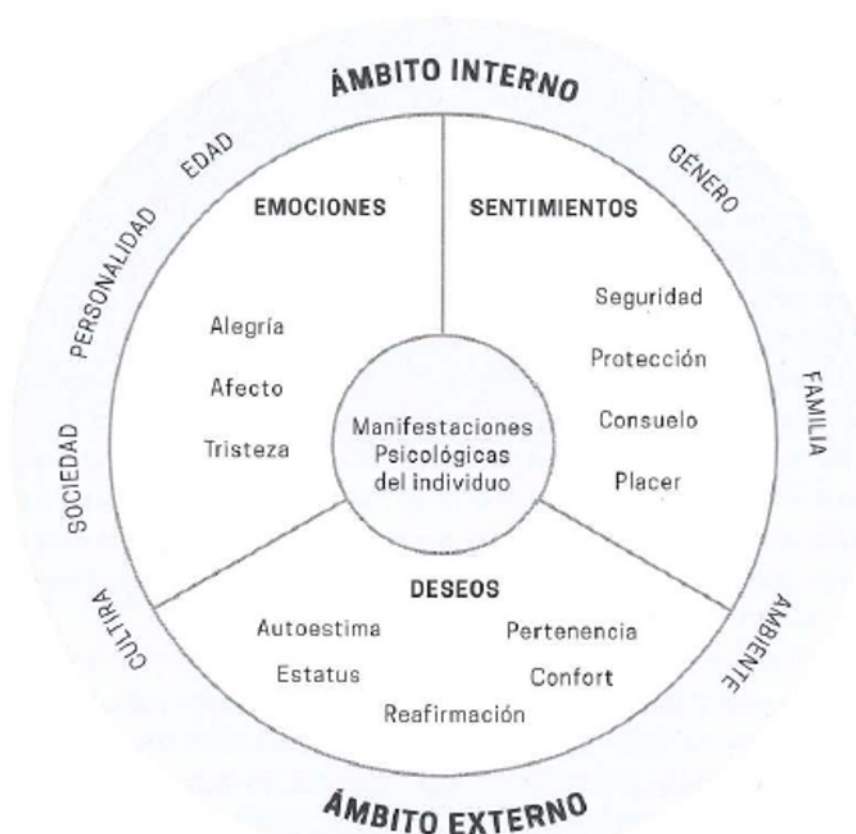 ÁMBITO INTERNO
EDAD
GÉNERO
PERSONALIDAD
EMOCIONES
SENTIMIENTOS
Seguridad
Alegría
Protección
Afecto
FAMILIA
Consuelo
Manifestaciones
Psicológicas
del individuo
Tristeza
SOCIEDAD
Placer
DESEOS
CULTIRA
AMBIENTE
Autoestima
Pertenencia
Estatus
Confort
Reafirmación
ÁMBITO EXTERNO